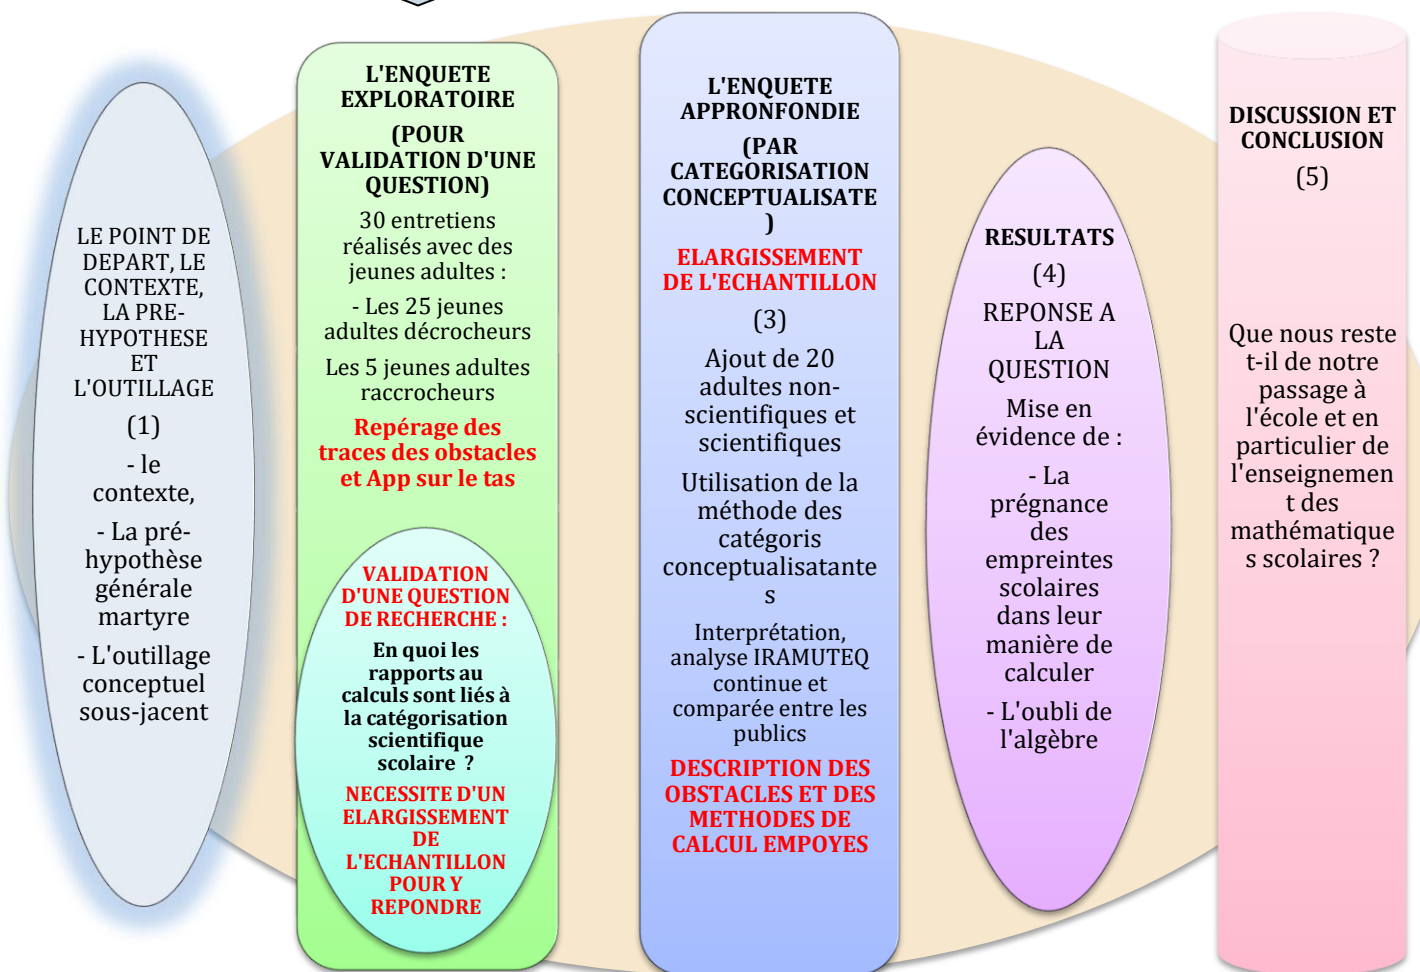 LE POINT DE
DEPART, LE
CONTEXTE,
LA PRE-
HYPOTHESE
ET
L'OUTILLAGE
(1)
- le
contexte,
- La pré-
hypothèse
générale
martyre
- L'outillage
conceptuel
sous-jacent
L'ENQUETE
EXPLORATOIRE
(POUR
VALIDATION D'UNE
QUESTION)
30 entretiens
réalisés avec des
jeunes adultes :
- Les 25 jeunes
adultes décrocheurs
Les 5 jeunes adultes
raccrocheurs
Repérage des
traces des obstacles
et App sur le tas
VALIDATION
D'UNE QUESTION
DE RECHERCHE :
En quoi les
rapports au
calculs sont liés à
la catégorisation
scientifique
scolaire ?
NECESSITE D'UN
ELARGISSEMENT
DE
L'ECHANTILLON
POUR Y
REPONDRE
L'ENQUETE
APPRONFONDIE
(PAR
CATEGORISATION
CONCEPTUALISATE
)
ELARGISSEMENT
DE L'ECHANTILLON
(3)
Ajout de 20
adultes non-
scientifiques et
scientifiques
Utilisation de la
méthode des
catégoris
conceptualisatante
s
Interprétation,
analyse IRAMUTEQ
continue et
comparée entre les
publics
DESCRIPTION DES
OBSTACLES ET DES
METHODES DE
CALCUL EMPOYES
RESULTATS
(4)
REPONSE A
LA
QUESTION
Mise en
évidence de :
- La
prégnance
des
empreintes
scolaires
dans leur
manière de
calculer
- L'oubli de
l'algèbre
DISCUSSION ET
CONCLUSION
(5)
Que nous reste
t-il de notre
passage à
l'école et en
particulier de
l'enseignemen
t des
mathématique
s scolaires ?